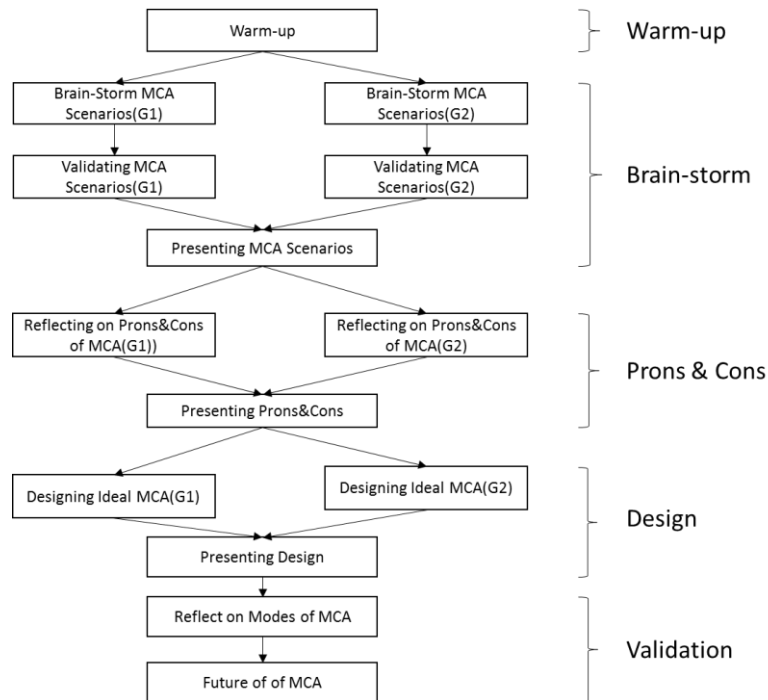 Warm-up
Warm-up
Brain-Storm MCA
Scenarios(G1)
Brain-Storm MCA
Scenarios(G2)
Validating MCA
Scenarios(G1)
Validating MCA
Scenarios(G2)
Brain-storm
Presenting MCA Scenarios
Reflecting on Prons&Cons
of MCA(G1))
Reflecting on Prons&Cons
of MCA(G2)
Prons & Cons
Presenting Prons&Cons
Designing Ideal MCA(G1)
Designing Ideal MCA(G2)
Design
Presenting Design
Reflect on Modes of MCA
Validation
Future of of MCA